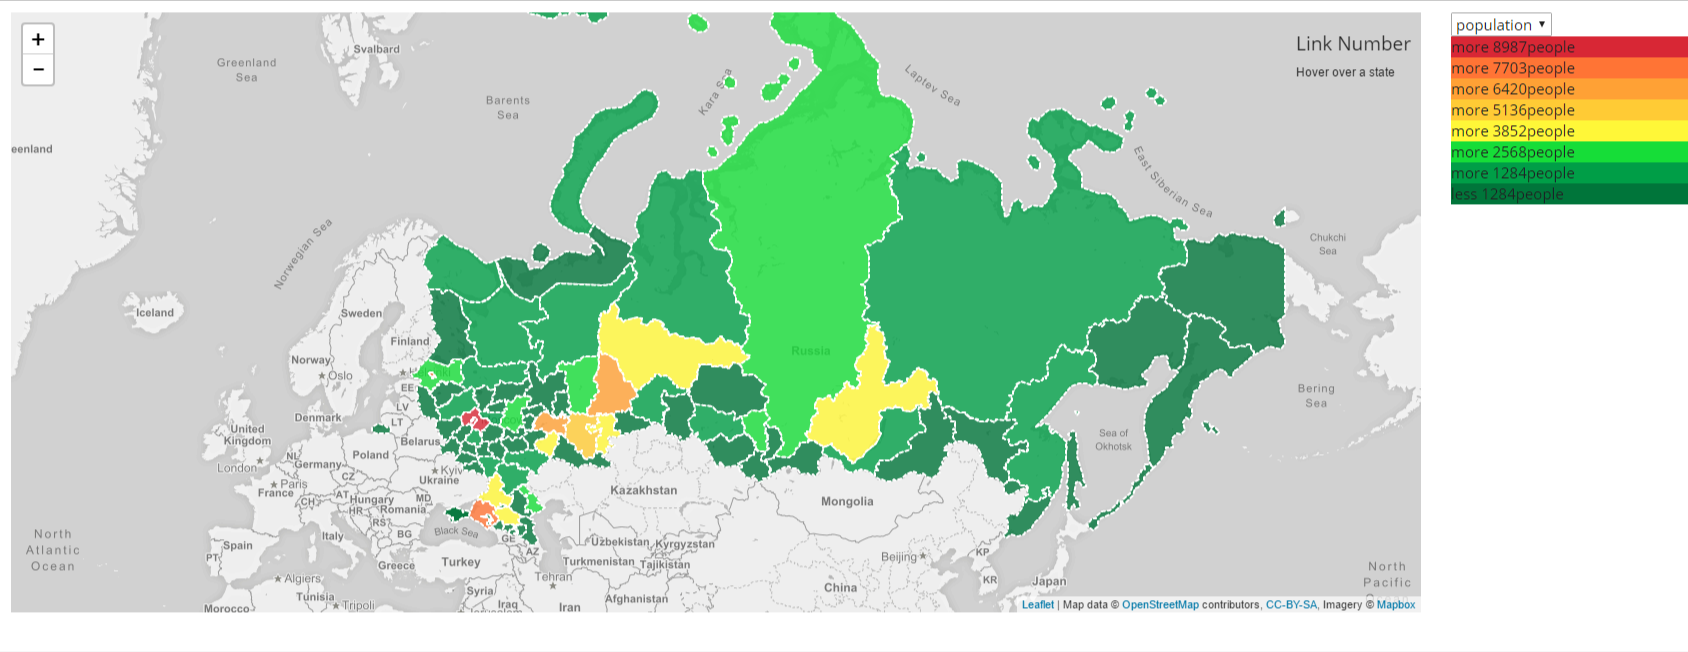 +
−
Svalbard
Greenland
Sea
Barents
Sea
Kara Sea
Laptev Sea
East Siberian Sea
Link Number
Hover over a state
population
more 8987people
more 7703people
more 6420people
more 5136people
more 3852people
more 2568people
more 1284people
less 1284people
eenland
Norwegian Sea
Chukchi
Sea
Iceland
Sweden
Finland
Russia
Norway
Oslo
EE
Bering
Sea
LV
Denmark
LT
United
Kingdom
Belarus
Sea of
Okhotsk
London
NL
Germany
Poland
Kyiv
Ukraine
CZ
Paris
France
AT
Hungary
MD
CH
HR
Romania
RS
Kazakhstan
Mongolia
BG
Black Sea
GE
Italy
North
Atlantic
Ocean
Spain
PT
Greece
Turkey
AZ
Uzbekistan
Kyrgyzstan
Turkmenistan
Tajikistan
Beijing
KP
KR
Japan
China
North
Pacific
Algiers
Tunisia
Tripoli
Morocco
Syria
Iraq
Tehran
Iran
Afghanistan
Leaflet | Map data © OpenStreetMap contributors, CC-BY-SA, Imagery © Mapbox